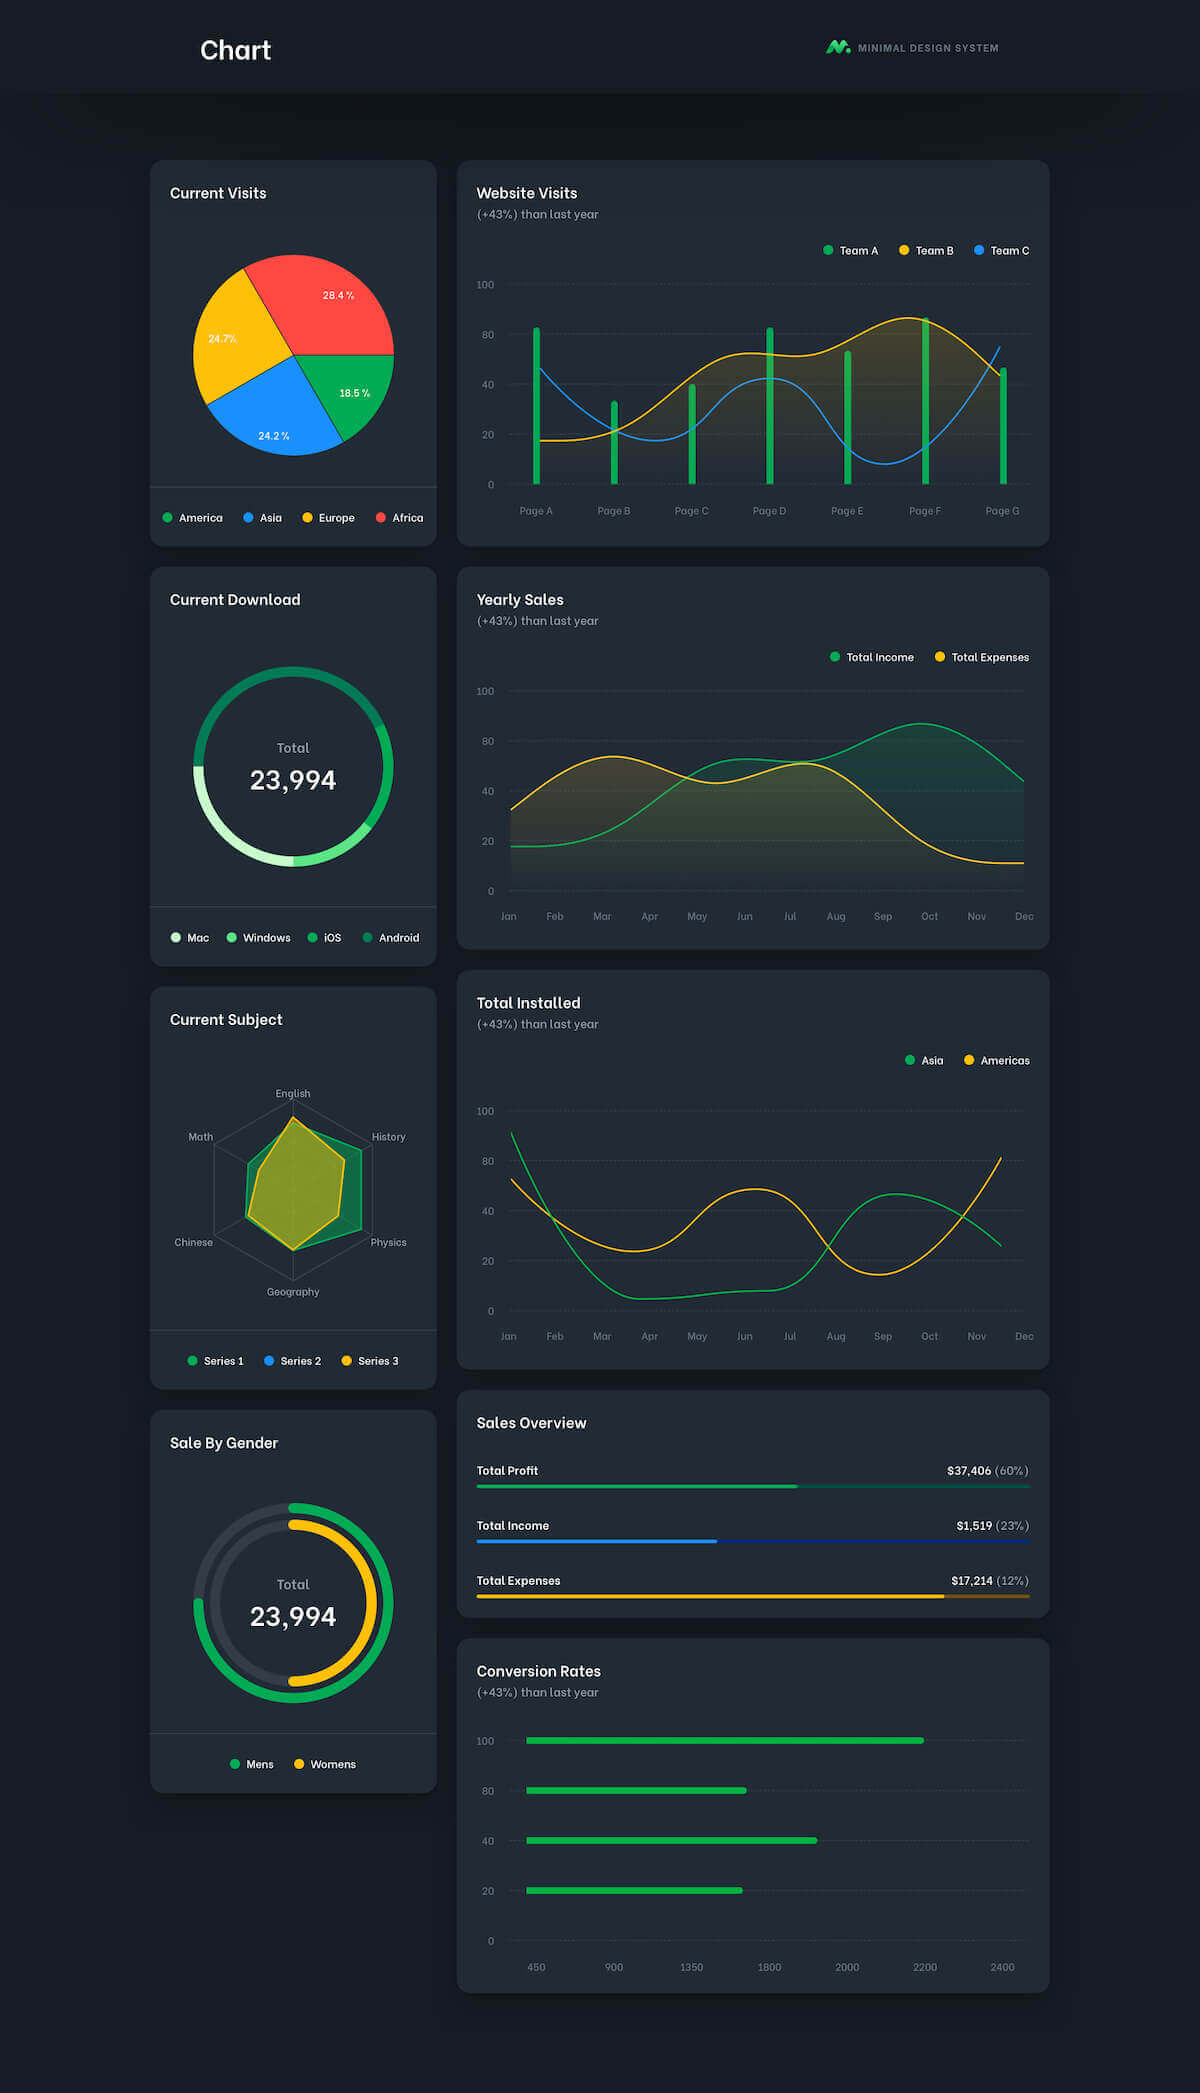 Chart
MINIMAL DESIGN SYSTEM
Current Visits
28.4 %
24.7%
18.5 %
24.2 %
America Asia Europe Africa
Website Visits
(+43%) than last year
Team A Team B Team C
100
80
40
20
0
Page A Page B Page C Page D Page E Page F Page G
Current Download
Total
23,994
Mac Windows iOS Android
Yearly Sales
(+43%) than last year
Total Income Total Expenses
100
80
40
20
0
Jan Feb Mar Apr May Jun Jul Aug Sep Oct Nov Dec
Current Subject
English
Math History
Chinese Physics
Geography
Series 1 Series 2 Series 3
Total Installed
(+43%) than last year
Asia Americas
100
80
40
20
0
Jan Feb Mar Apr May Jun Jul Aug Sep Oct Nov Dec
Sale By Gender
Total
23,994
Mens Womens
Sales Overview
Total Profit $37,406 (60%)
Total Income $1,519 (23%)
Total Expenses $17,214 (12%)
Conversion Rates
(+43%) than last year
100
80
40
20
0
450 900 1350 1800 2000 2200 2400